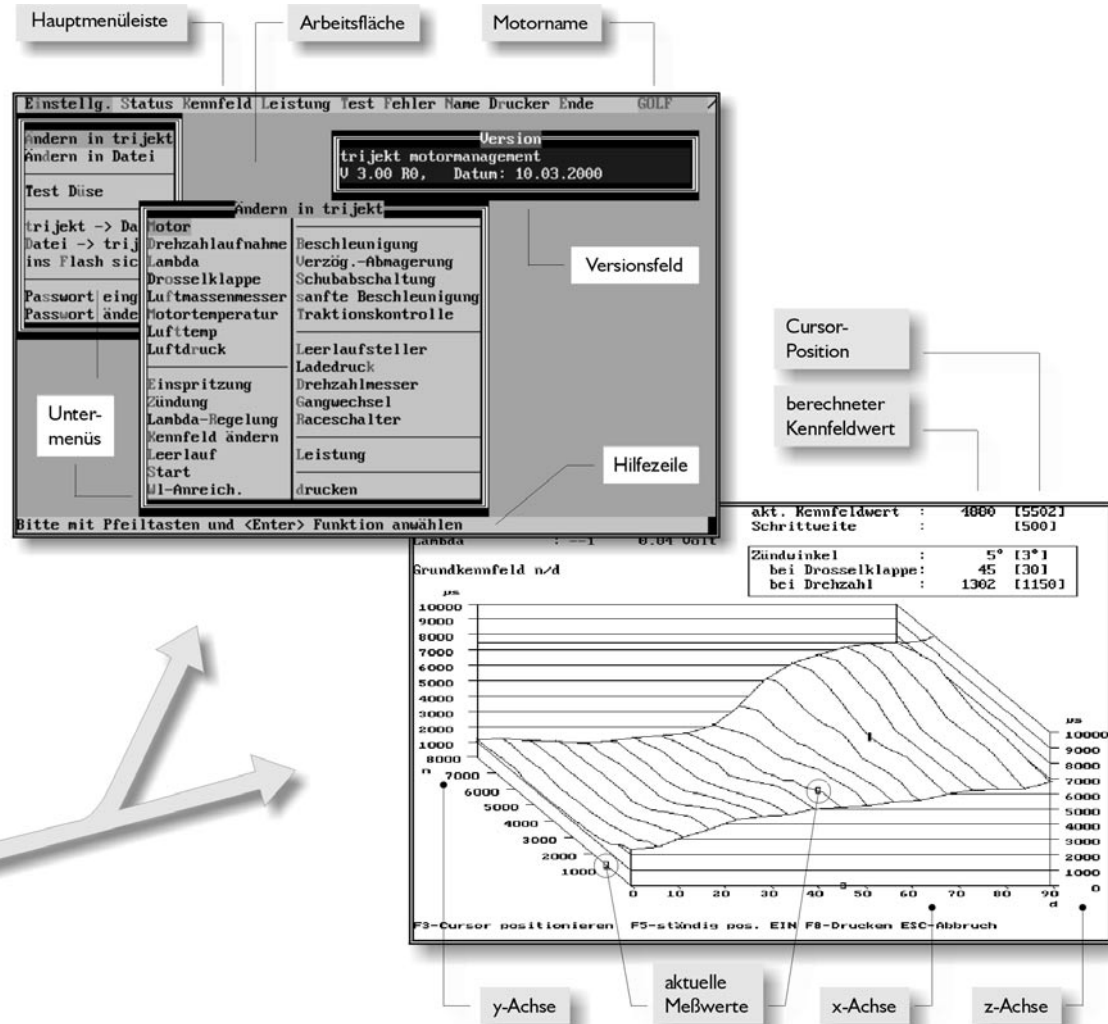 Hauptmenüleiste
Arbeitsfläche
Motorname
Einstellg. Status Kennfeld Leistung Test Fehler Name Drucker Ende GOLF /
Ändern in trijekt
Ändern in Datei
Test Düse
trijekt -> Da
Datei -> trij
ins Flash sic
Passwort eing
Passwort ände
Version
trijekt motormanagement
V 3.00 R0, Datum: 10.03.2000
Ändern in trijekt
Motor
Drehzahlaufnahme
Lambda
Drosselklappe
Luftmassenmesser
Motortemperatur
Lufttemp
Luftdruck
Einspritzung
Zündung
Lambda-Regelung
Kennfeld ändern
Leerlauf
Start
Wl-Anreich.
Beschleunigung
Verzög.-Abmagerung
Schubabschaltung
sanfte Beschleunigung
Traktionskontrolle
Leerlaufsteller
Ladedruck
Drehzahlmesser
Gangwechsel
Raceschalter
Leistung
drucken
Bitte mit Pfeiltasten und <Enter> Funktion anwählen
Versionsfeld
Unter-
menüs
Hilfezeile
Cursor-
Position
berechneter
Kennfeldwert
akt. Kennfeldwert : 4880 [5502]
Schrittweite : [500]
Lambda : --1 0.04 Volt
Zündwinkel : 5° [3°]
bei Drosselklappe: 45 [30]
bei Drehzahl : 1302 [1150]
Grundkennfeld n/d
µs
10000
9000
8000
7000
6000
5000
4000
3000
2000
1000
8000
n
7000
6000
5000
4000
3000
2000
1000
0 10 20 30 40 50 60 70 80 90
d
µs
10000
9000
8000
7000
6000
5000
4000
3000
2000
1000
0
F3-Cursor positionieren F5-ständig pos. EIN F8-Drucken ESC-Abbruch
y-Achse
aktuelle
Meßwerte
x-Achse
z-Achse